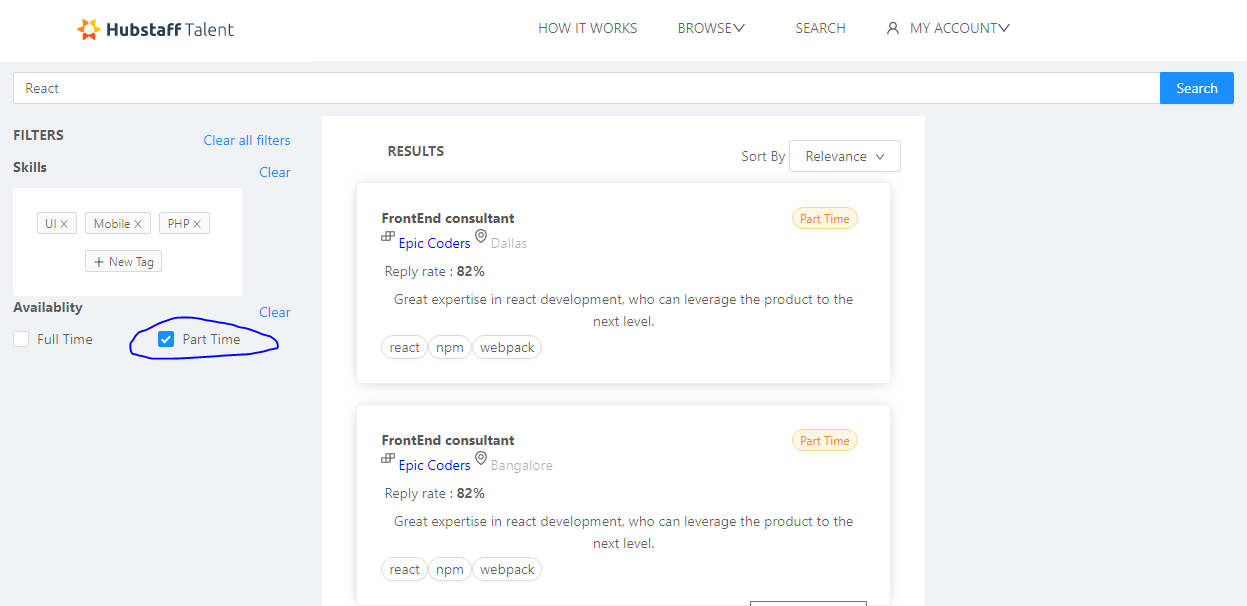 Hubstaff Talent
HOW IT WORKS
BROWSE
SEARCH
MY ACCOUNT
React
Search
FILTERS
Clear all filters
Skills
Clear
UI
Mobile
PHP
New Tag
Availablity
Clear
Full Time
Part Time
RESULTS
Sort By
Relevance
FrontEnd consultant
Part Time
Epic Coders
Dallas
Reply rate : 82%
Great expertise in react development, who can leverage the product to the
next level.
react npm webpack
FrontEnd consultant
Part Time
Epic Coders
Bangalore
Reply rate : 82%
Great expertise in react development, who can leverage the product to the
next level.
react npm webpack